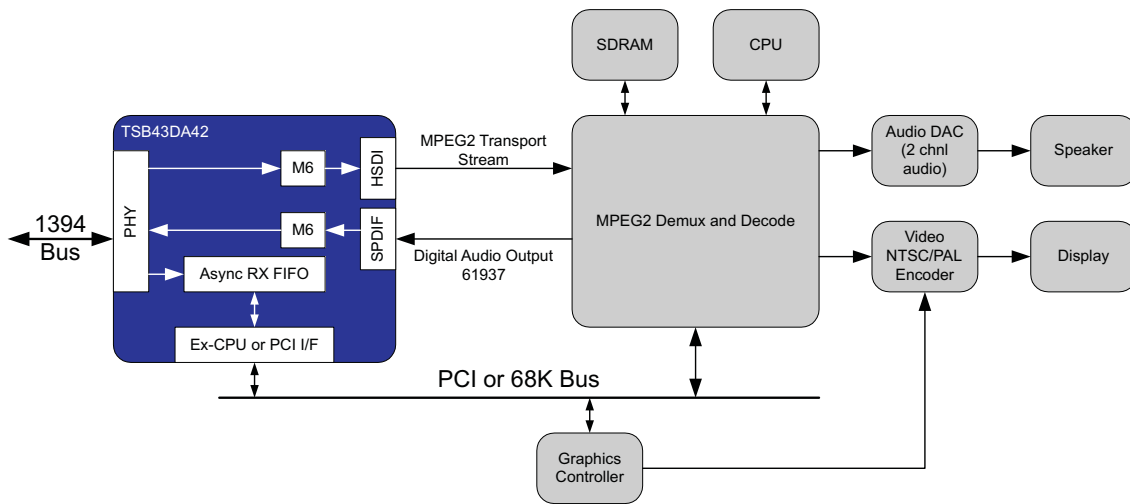 SDRAM
CPU
TSB43DA42
PHY
M6
HSDI
MPEG2 Transport
Stream
M6
SPDIF
Digital Audio Output
61937
1394
Bus
Async RX FIFO
Ex-CPU or PCI I/F
MPEG2 Demux and Decode
Audio DAC
(2 chnl
audio)
Speaker
Video
NTSC/PAL
Encoder
Display
PCI or 68K Bus
Graphics
Controller